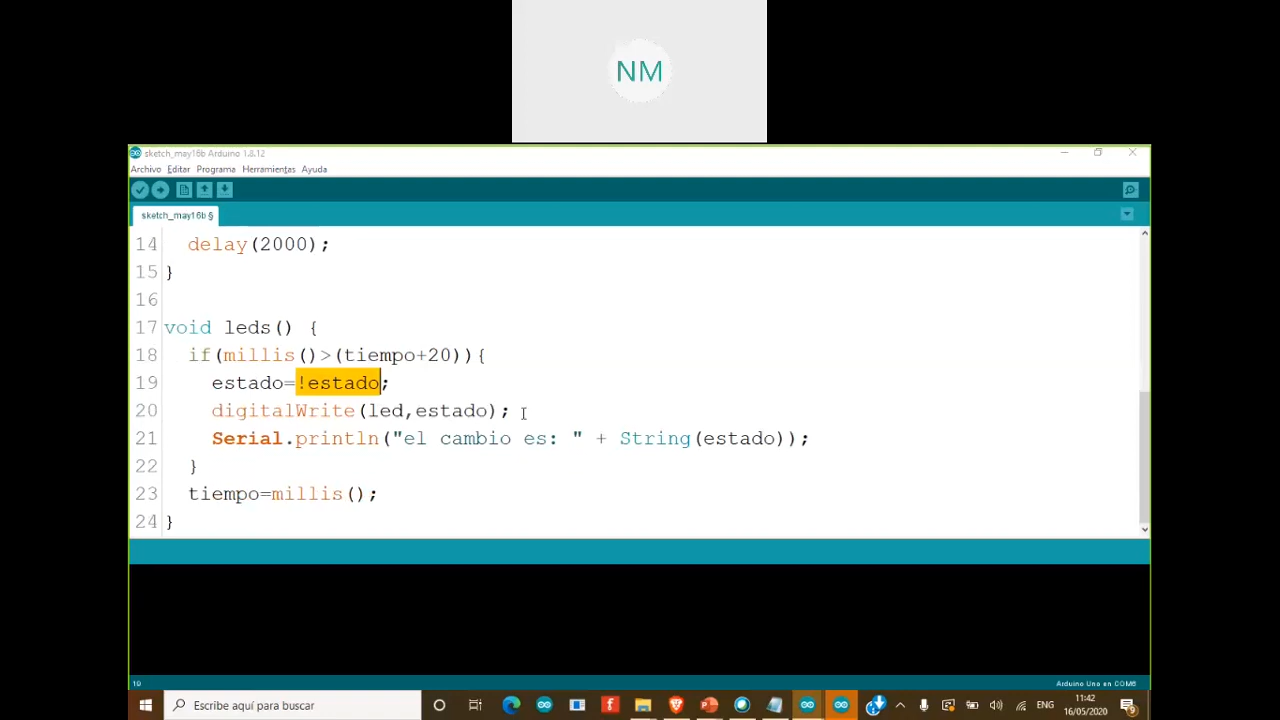 NM
sketch_may16b Arduino 1.8.12
Archivo Editar Programa Herramientas Ayuda
sketch_may16b §
14 delay(2000);
15 }
16
17 void leds() {
18 if(millis()>(tiempo+20)){
19 estado=!estado;
20 digitalWrite(led,estado);
21 Serial.println("el cambio es: " + String(estado));
22 }
23 tiempo=millis();
24 }
19 Arduino Uno en COM6
Escribe aquí para buscar
ENG
11:42
16/05/2020
9